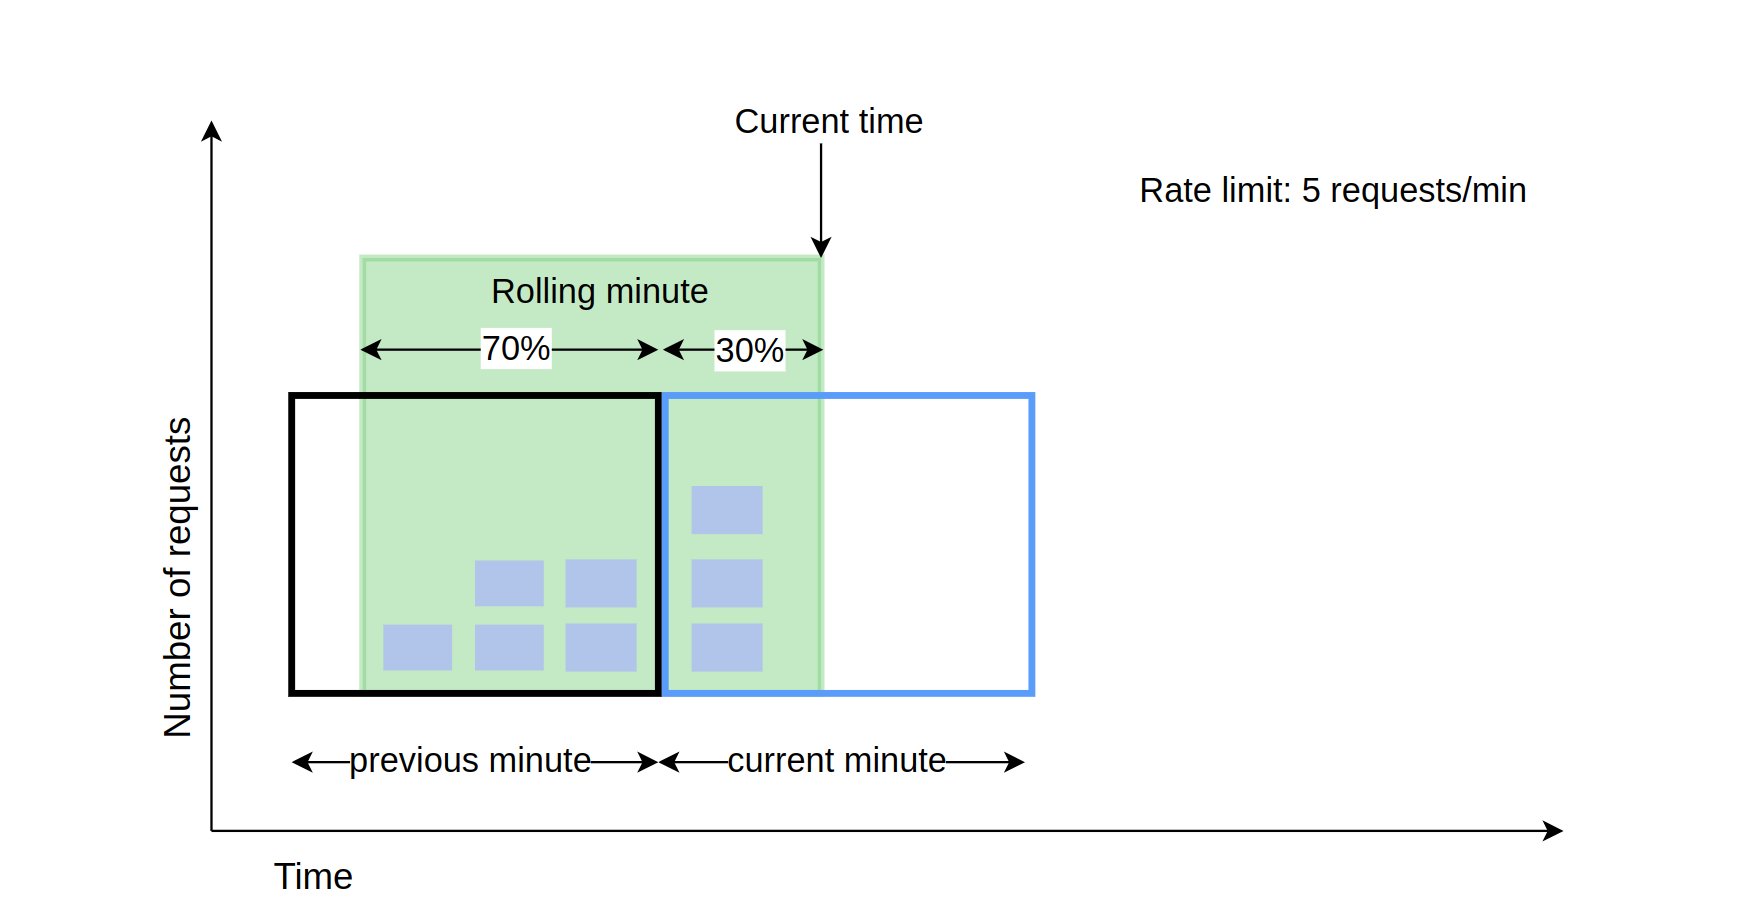 Current time
Rate limit: 5 requests/min
Rolling minute
70%
30%
Number of requests
previous minute
current minute
Time